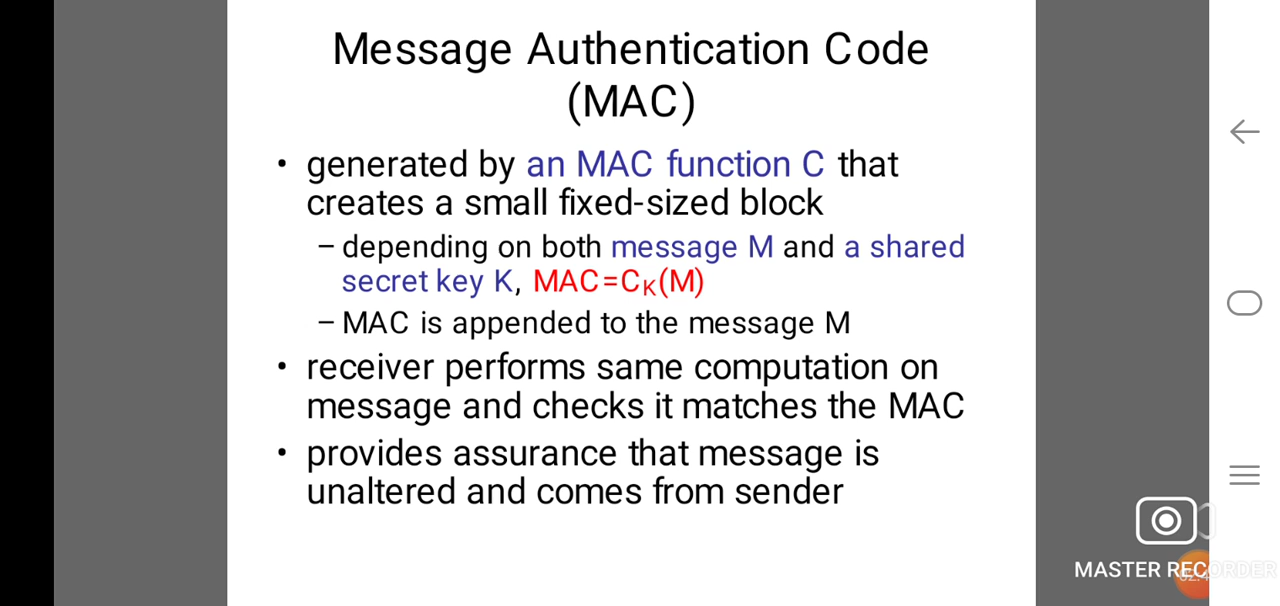 Message Authentication Code
(MAC)
• generated by an MAC function C that
creates a small fixed-sized block
– depending on both message M and a shared
secret key K, MAC=CK(M)
– MAC is appended to the message M
• receiver performs same computation on
message and checks it matches the MAC
• provides assurance that message is
unaltered and comes from sender
MASTER RECORDER